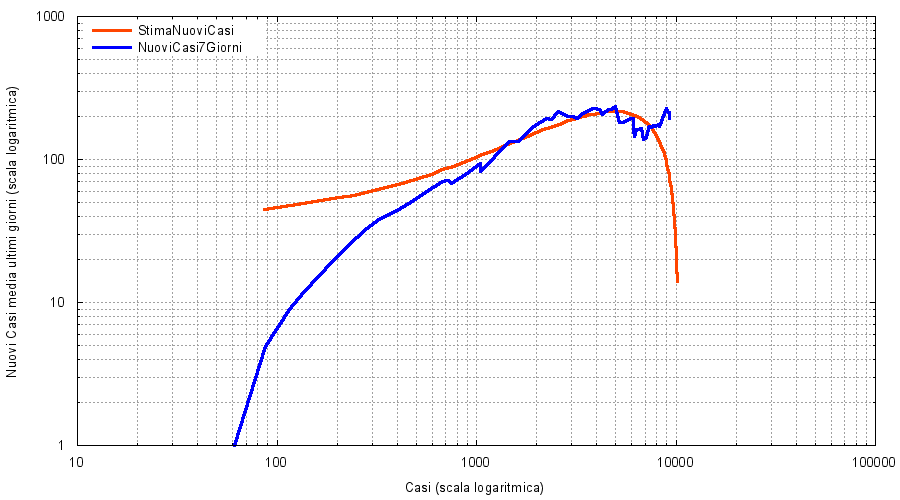 1000
StimaNuoviCasi
NuoviCasi7Giorni
100
10
1
Nuovi Casi media ultimi giorni (scala logaritmica)
10
100
1000
10000
100000
Casi (scala logaritmica)